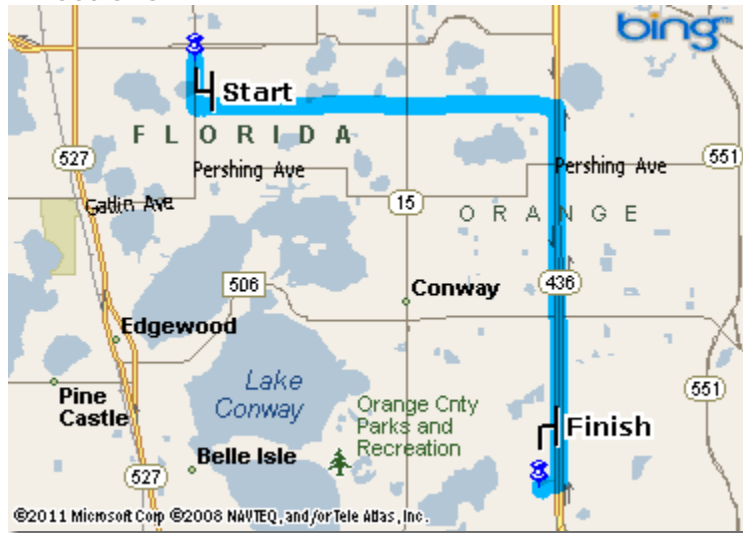 bing
Start
FLORIDA
527
Pershing Ave
Pershing Ave
551
Gatlin Ave
15
ORANGE
506
436
Conway
Edgewood
Lake
Conway
551
Pine
Castle
Orange Cnty
Parks and
Recreation
Finish
Belle Isle
527
©2011 Microsoft Corp ©2008 NAVTEQ, and/or Tele Atlas, Inc.